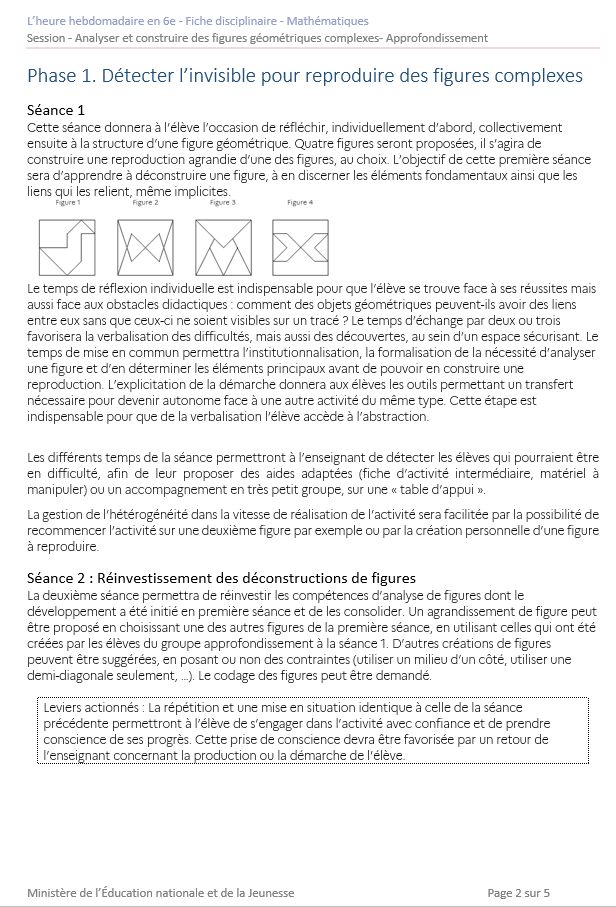 L’heure hebdomadaire en 6e - Fiche disciplinaire - Mathématiques
Session - Analyser et construire des figures géométriques complexes- Approfondissement
Phase 1. Détecter l’invisible pour reproduire des figures complexes
Séance 1
Cette séance donnera à l’élève l’occasion de réfléchir, individuellement d’abord, collectivement
ensuite à la structure d’une figure géométrique. Quatre figures seront proposées, il s’agira de
construire une reproduction agrandie d’une des figures, au choix. L’objectif de cette première séance
sera d’apprendre à déconstruire une figure, à en discerner les éléments fondamentaux ainsi que les
liens qui les relient, même implicites.
Figure 1 Figure 2 Figure 3 Figure 4
Le temps de réflexion individuelle est indispensable pour que l’élève se trouve face à ses réussites mais
aussi face aux obstacles didactiques : comment des objets géométriques peuvent-ils avoir des liens
entre eux sans que ceux-ci ne soient visibles sur un tracé ? Le temps d’échange par deux ou trois
favorisera la verbalisation des difficultés, mais aussi des découvertes, au sein d’un espace sécurisant. Le
temps de mise en commun permettra l’institutionnalisation, la formalisation de la nécessité d’analyser
une figure et d’en déterminer les éléments principaux avant de pouvoir en construire une
reproduction. L’explicitation de la démarche donnera aux élèves les outils permettant un transfert
nécessaire pour devenir autonome face à une autre activité du même type. Cette étape est
indispensable pour que de la verbalisation l’élève accède à l’abstraction.
Les différents temps de la séance permettront à l’enseignant de détecter les élèves qui pourraient être
en difficulté, afin de leur proposer des aides adaptées (fiche d’activité intermédiaire, matériel à
manipuler) ou un accompagnement en très petit groupe, sur une « table d’appui ».
La gestion de l’hétérogénéité dans la vitesse de réalisation de l’activité sera facilitée par la possibilité de
recommencer l’activité sur une deuxième figure par exemple ou par la création personnelle d’une figure
à reproduire.
Séance 2 : Réinvestissement des déconstructions de figures
La deuxième séance permettra de réinvestir les compétences d’analyse de figures dont le
développement a été initié en première séance et de les consolider. Un agrandissement de figure peut
être proposé en choisissant une des autres figures de la première séance, en utilisant celles qui ont été
créées par les élèves du groupe approfondissement à la séance 1. D’autres créations de figures
peuvent être suggérées, en posant ou non des contraintes (utiliser un milieu d’un côté, utiliser une
demi-diagonale seulement, …). Le codage des figures peut être demandé.
Leviers actionnés : La répétition et une mise en situation identique à celle de la séance
précédente permettront à l’élève de s’engager dans l’activité avec confiance et de prendre
conscience de ses progrès. Cette prise de conscience devra être favorisée par un retour de
l’enseignant concernant la production ou la démarche de l’élève.
Ministère de l’Éducation nationale et de la Jeunesse Page 2 sur 5